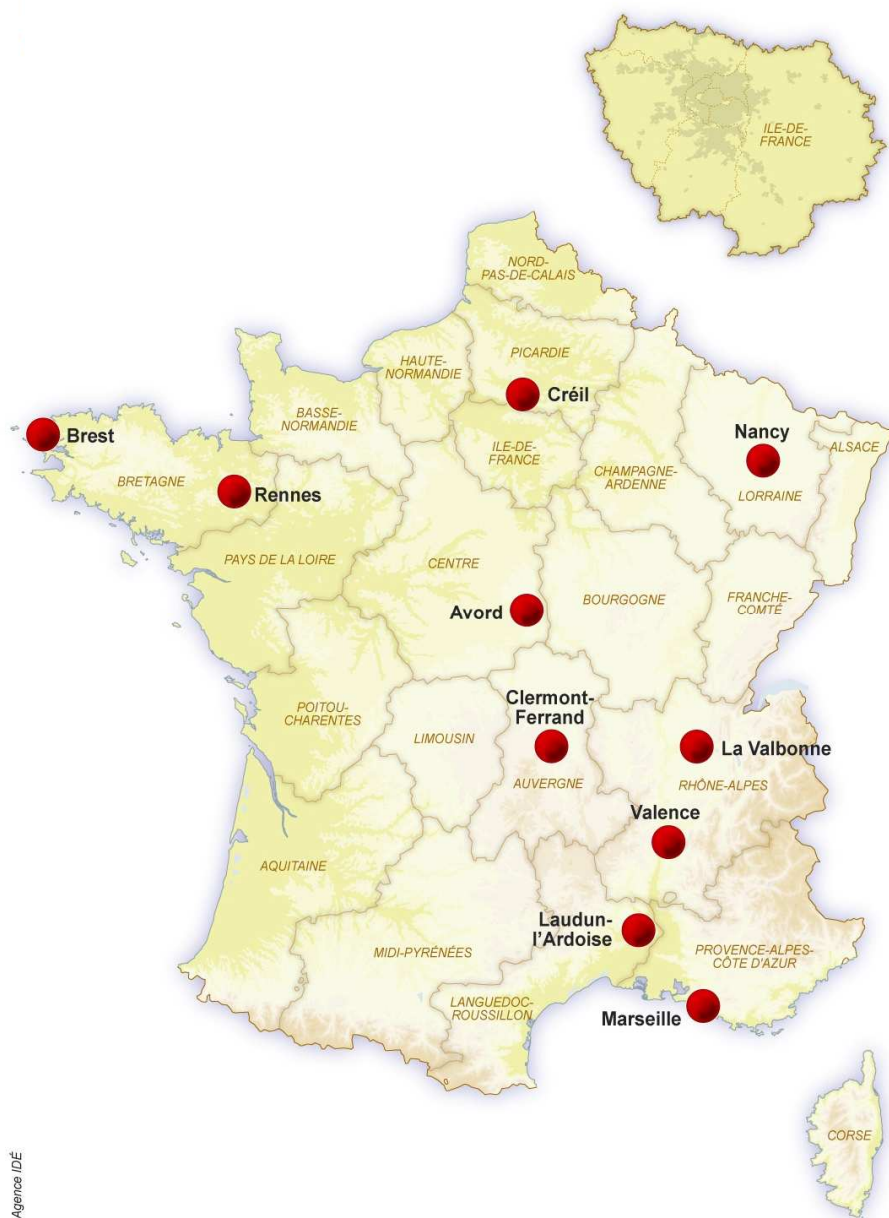 ILE-DE-
FRANCE
NORD-
PAS-DE-CALAIS
PICARDIE
HAUTE-
NORMANDIE
Créil
BASSE-
NORMANDIE
Brest
Nancy
ALSACE
ILE-DE-
FRANCE
CHAMPAGNE-
ARDENNE
BRETAGNE
Rennes
LORRAINE
PAYS DE LA LOIRE
CENTRE
BOURGOGNE
FRANCHE-
COMTÉ
Avord
POITOU-
CHARENTES
Clermont-
Ferrand
LIMOUSIN
La Valbonne
AUVERGNE
RHÔNE-ALPES
Valence
AQUITAINE
Laudun-
l'Ardoise
MIDI-PYRÉNÉES
PROVENCE-ALPES-
CÔTE D'AZUR
LANGUEDOC-
ROUSSILLON
Marseille
CORSE
Agence IDÉ